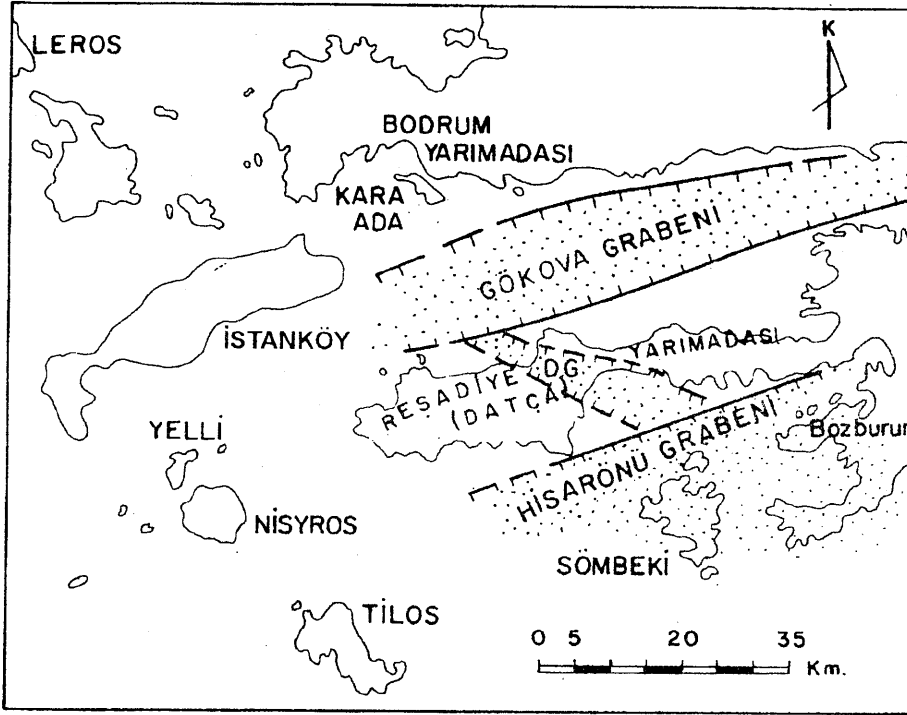 LEROS
K
BODRUM
YARIMADASI
KARA
ADA
GÖKOVA GRABENI
İSTANKÖY
YARIMADASI
DG
REŞADİYE
(DATÇA)
YELLİ
HİSARÖNÜ GRABENİ
Bozburun
NİSYROS
SÖMBEKİ
TİLOS
0 5 20 35
Km.